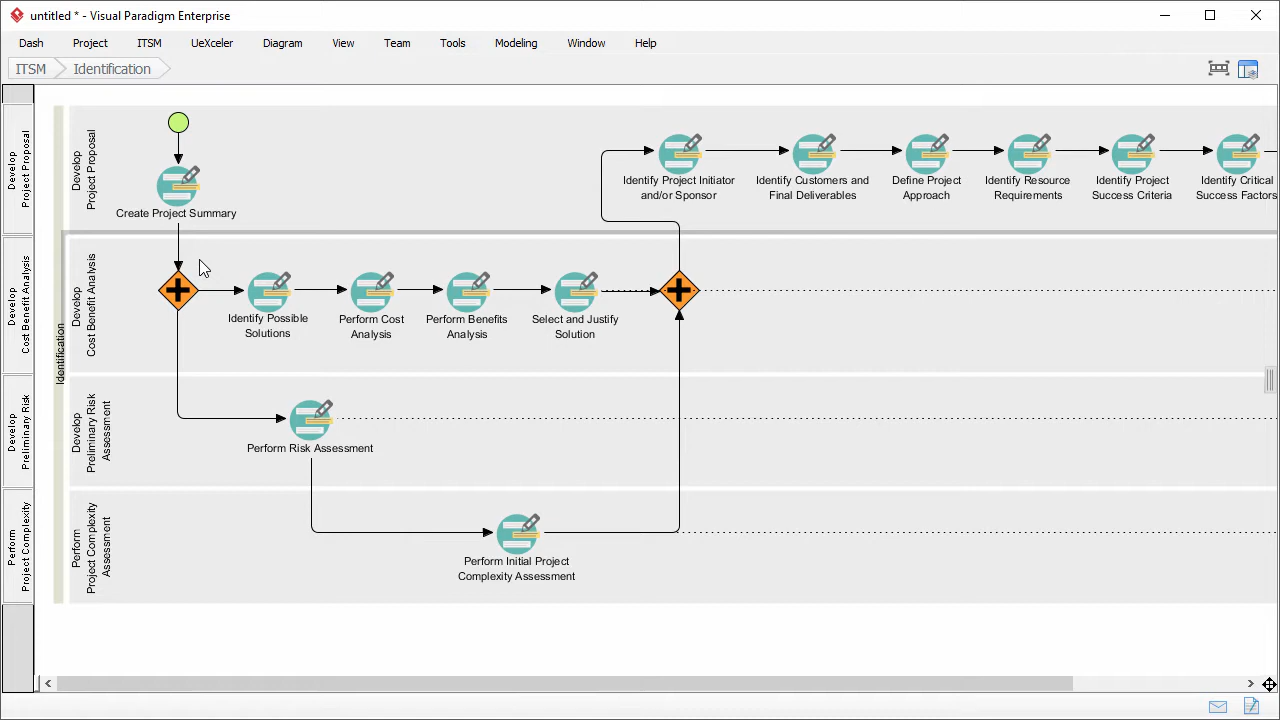 untitled * - Visual Paradigm Enterprise
Dash Project ITSM UeXceler Diagram View Team Tools Modeling Window Help
ITSM Identification
Develop
Project Proposal
Develop
Cost Benefit Analysis
Develop
Preliminary Risk
Perform
Project Complexity
Identification
Develop
Project Proposal
Create Project Summary
Identify Project Initiator
and/or Sponsor
Identify Customers and
Final Deliverables
Define Project
Approach
Identify Resource
Requirements
Identify Project
Success Criteria
Identify Critical
Success Factors
Develop
Cost Benefit Analysis
Identify Possible
Solutions
Perform Cost
Analysis
Perform Benefits
Analysis
Select and Justify
Solution
Develop
Preliminary Risk
Assessment
Perform Risk Assessment
Perform
Project Complexity
Assessment
Perform Initial Project
Complexity Assessment